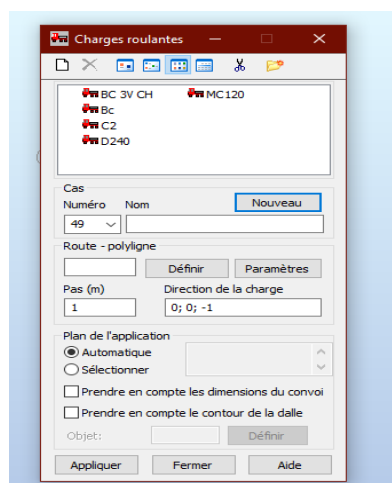 Charges roulantes
BC 3V CH MC120
Bc
C2
D240
Cas
Numéro Nom Nouveau
49
Route - polyligne
Définir Paramètres
Pas (m) Direction de la charge
1 0; 0; -1
Plan de l'application
Automatique
Sélectionner
Prendre en compte les dimensions du convoi
Prendre en compte le contour de la dalle
Objet: Définir
Appliquer Fermer Aide